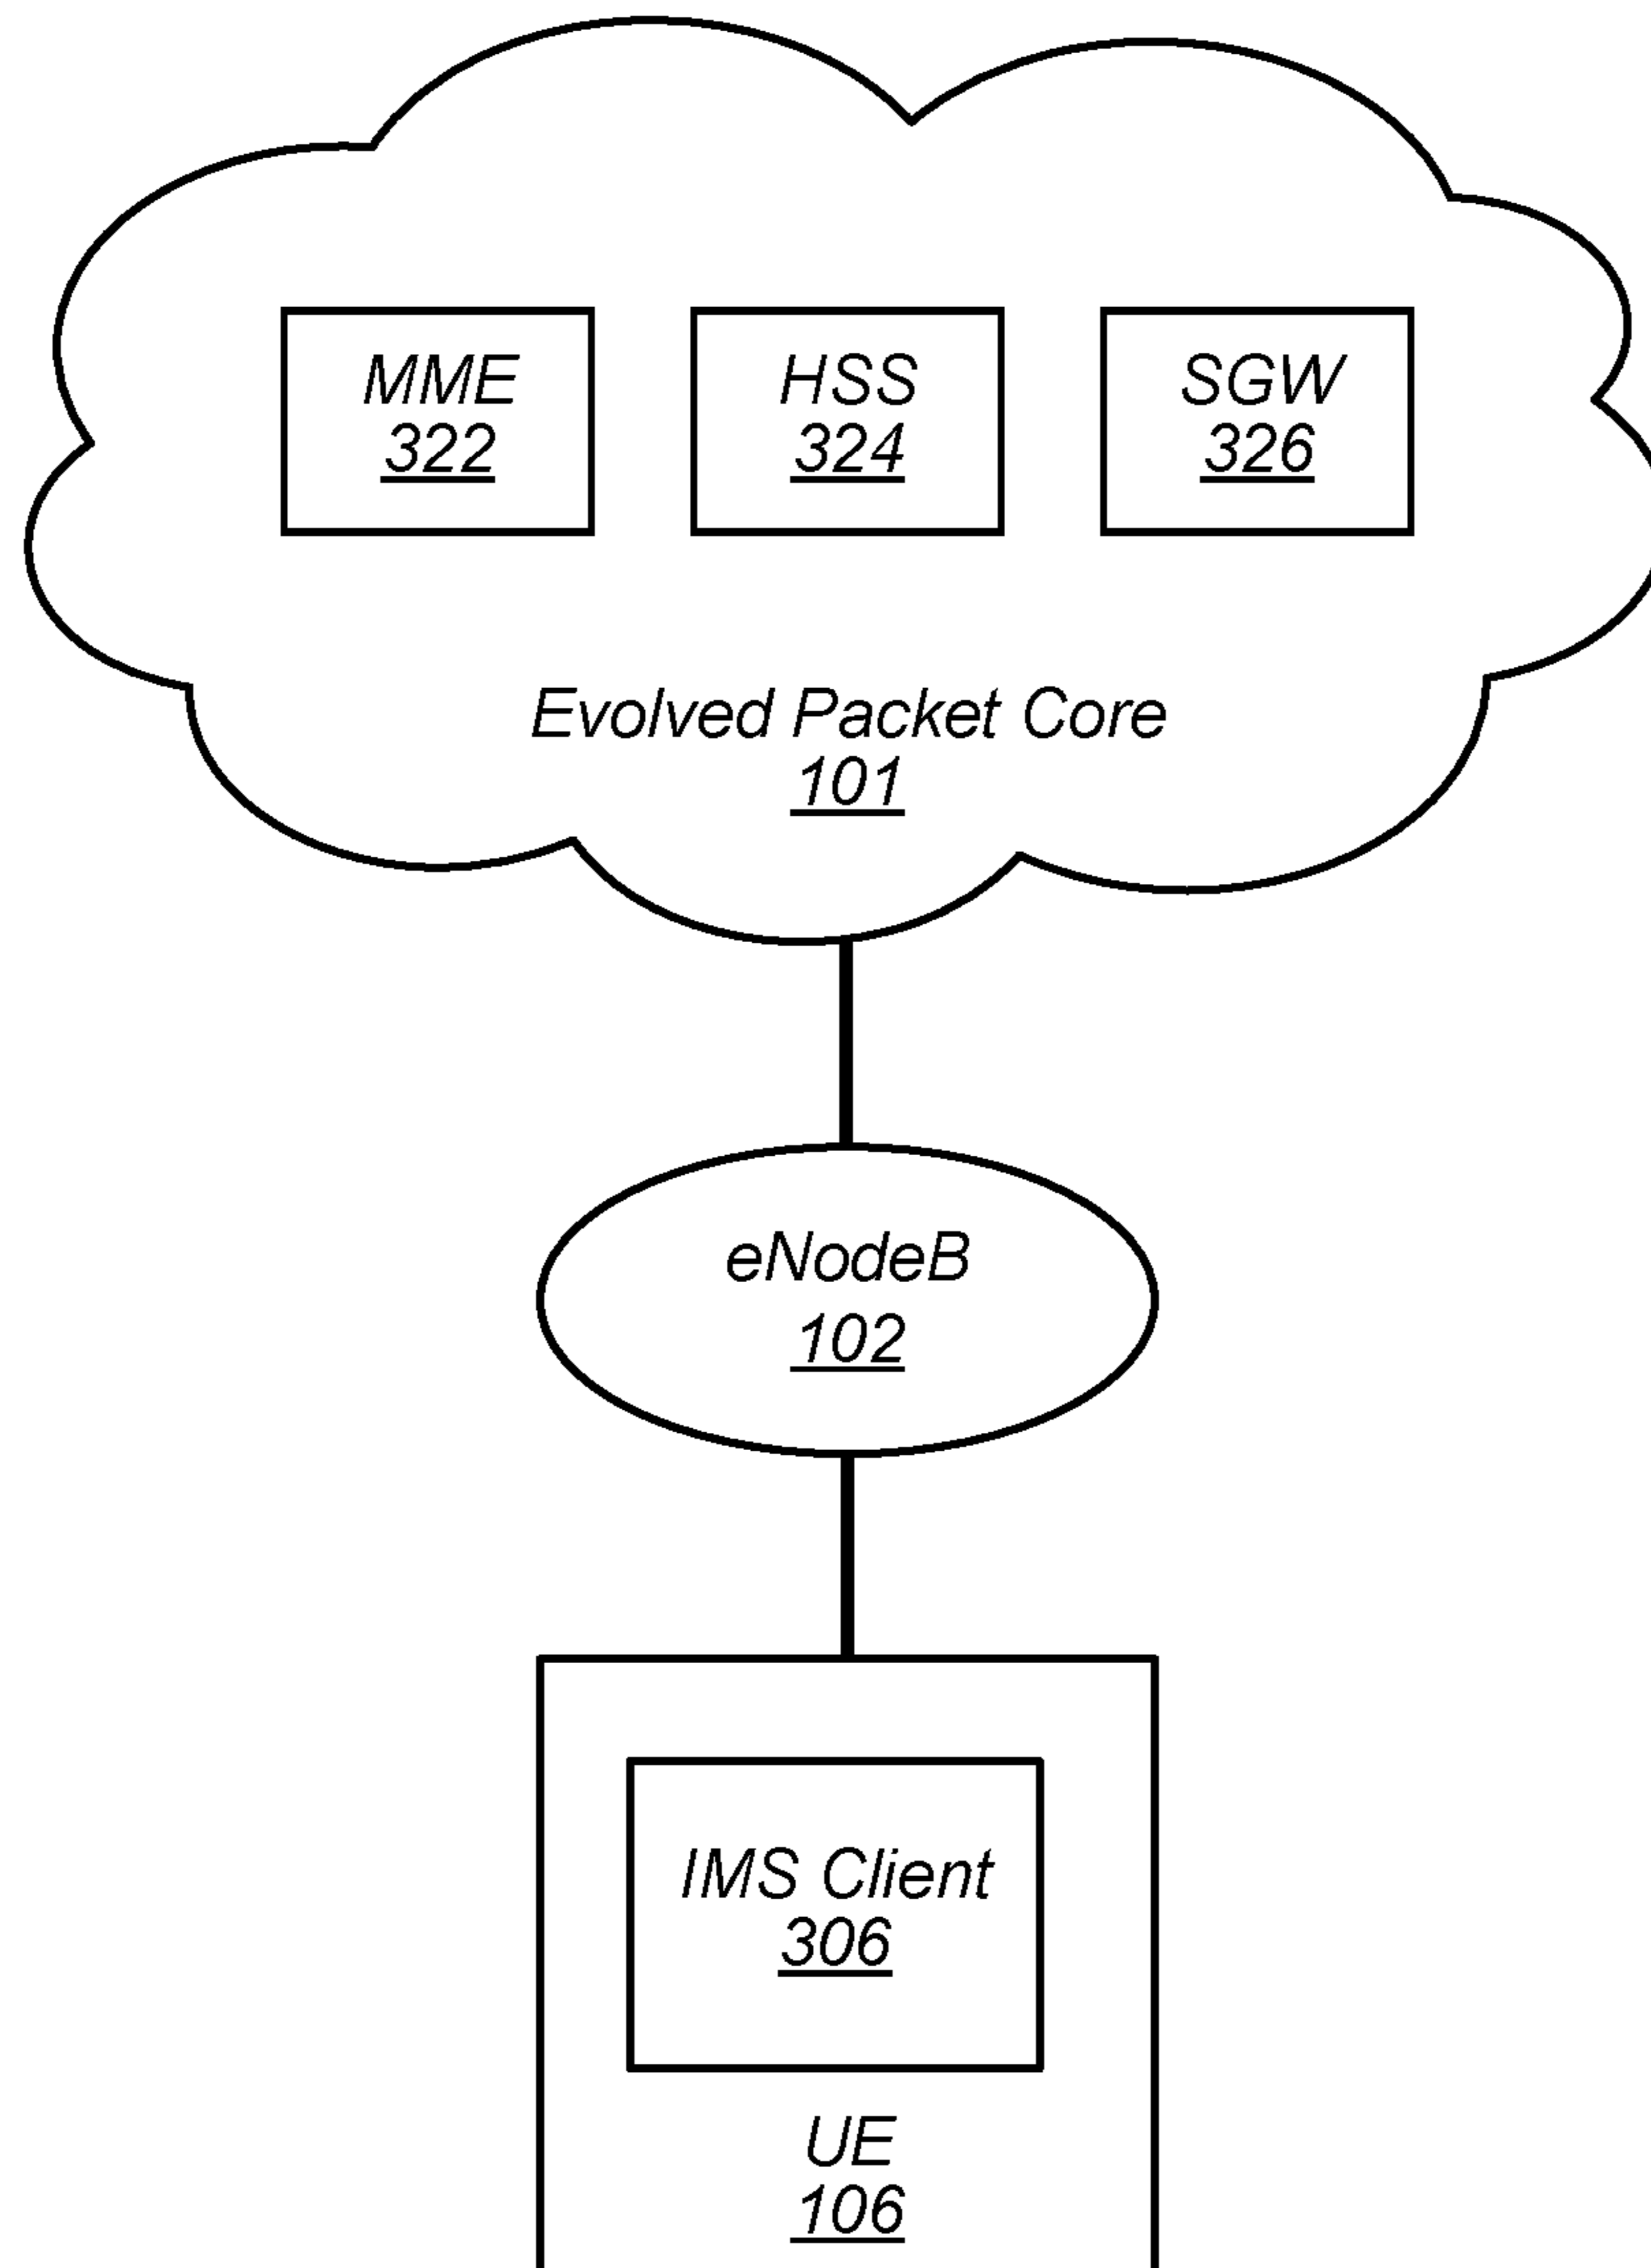 MME
322
HSS
324
SGW
326
Evolved Packet Core
101
eNodeB
102
IMS Client
306
UE
106